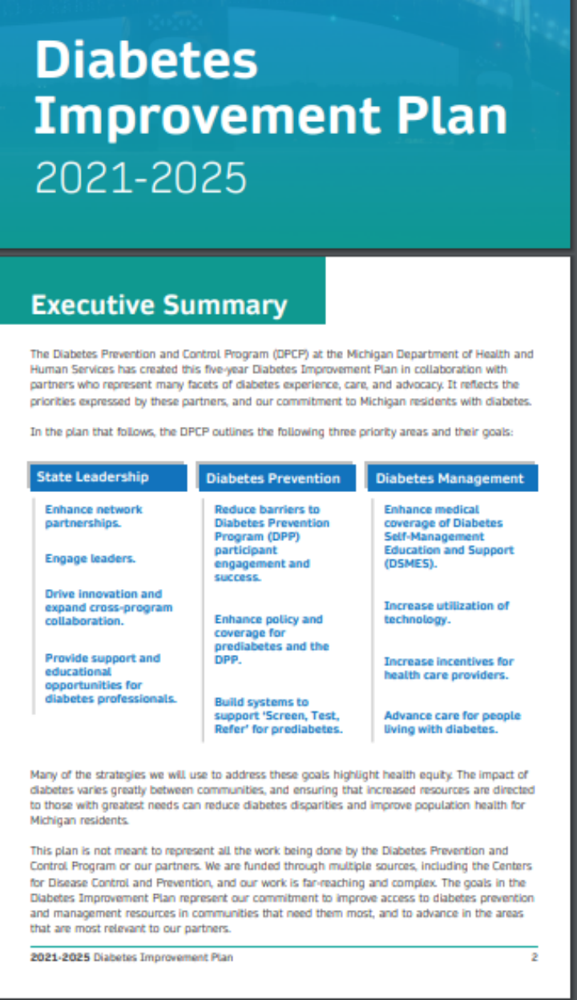 Diabetes
Improvement Plan
2021-2025
Executive Summary
The Diabetes Prevention and Control Program (DPCP) at the Michigan Department of Health and
Human Services has created this five-year Diabetes Improvement Plan in collaboration with
partners who represent many facets of diabetes experience, care, and advocacy. It reflects the
priorities expressed by these partners, and our commitment to Michigan residents with diabetes.
In the plan that follows, the DPCP outlines the following three priority areas and their goals:
State Leadership
Enhance network
partnerships.
Engage leaders.
Drive innovation and
expand cross-program
collaboration.
Provide support and
educational
opportunities for
diabetes professionals.
Diabetes Prevention
Reduce barriers to
Diabetes Prevention
Program (DPP)
participant
engagement and
success.
Enhance policy and
coverage for
prediabetes and the
DPP.
Build systems to
support ‘Screen, Test,
Refer’ for prediabetes.
Diabetes Management
Enhance medical
coverage of Diabetes
Self-Management
Education and Support
(DSMES).
Increase utilization of
technology.
Increase incentives for
health care providers.
Advance care for people
living with diabetes.
Many of the strategies we will use to address these goals highlight health equity. The impact of
diabetes varies greatly between communities, and ensuring that increased resources are directed
to those with greatest needs can reduce diabetes disparities and improve population health for
Michigan residents.
This plan is not meant to represent all the work being done by the Diabetes Prevention and
Control Program or our partners. We are funded through multiple sources, including the Centers
for Disease Control and Prevention, and our work is far-reaching and complex. The goals in the
Diabetes Improvement Plan represent our commitment to improve access to diabetes prevention
and management resources in communities that need them most, and to advance in the areas
that are most relevant to our partners.
2021-2025 Diabetes Improvement Plan
2